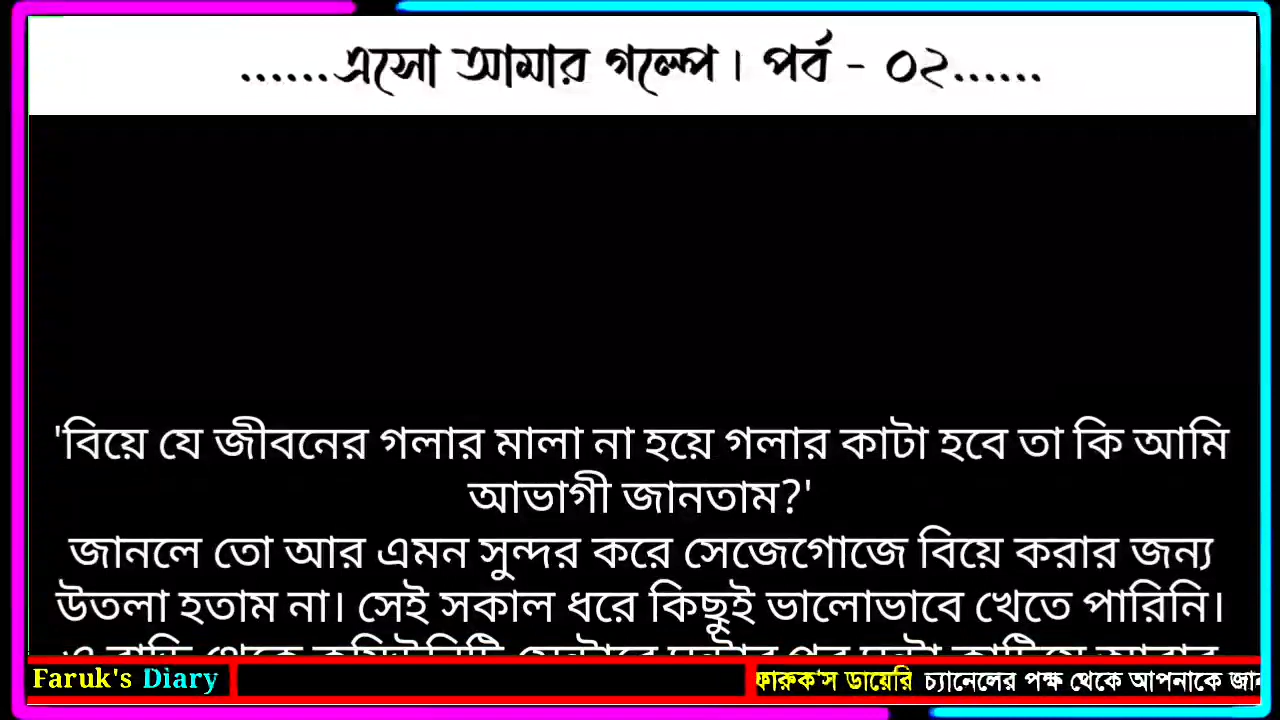 ......এসো আমার গল্পে । পর্ব - ০২......
'বিয়ে যে জীবনের গলার মালা না হয়ে গলার কাটা হবে তা কি আমি
আভাগী জানতাম?'
জানলে তো আর এমন সুন্দর করে সেজেগোজে বিয়ে করার জন্য
উতলা হতাম না। সেই সকাল ধরে কিছুই ভালোভাবে খেতে পারিনি।
Faruk's Diary
ফারুক'স ডায়েরি চ্যানেলের পক্ষ থেকে আপনাকে